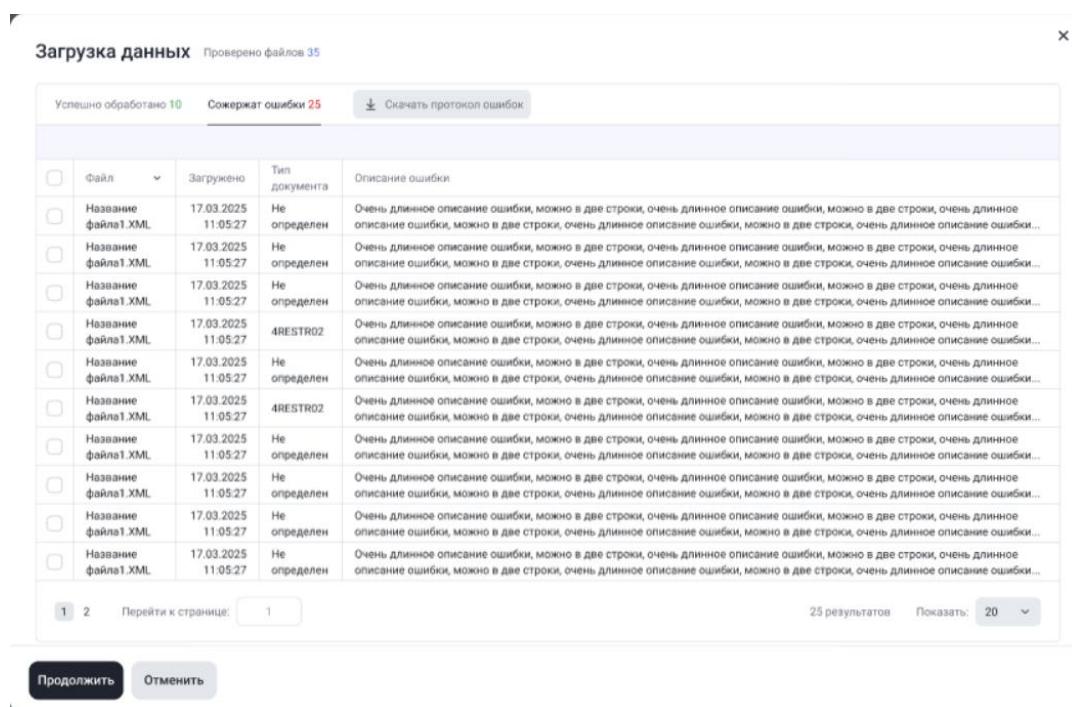 Загрузка данных Проверено файлов 35
Успешно обработано 10 Сожержат ошибки 25 Скачать протокол ошибок
Файл Загружено Тип документа Описание ошибки
Название 17.03.2025 Не Очень длинное описание ошибки, можно в две строки, очень длинное описание ошибки, можно в две строки, очень длинное
файла1.XML 11:05:27 определен описание ошибки, можно в две строки, очень длинное описание ошибки, можно в две строки, очень длинное описание ошибки...
Название 17.03.2025 Не Очень длинное описание ошибки, можно в две строки, очень длинное описание ошибки, можно в две строки, очень длинное
файла1.XML 11:05:27 определен описание ошибки, можно в две строки, очень длинное описание ошибки, можно в две строки, очень длинное описание ошибки...
Название 17.03.2025 Не Очень длинное описание ошибки, можно в две строки, очень длинное описание ошибки, можно в две строки, очень длинное
файла1.XML 11:05:27 определен описание ошибки, можно в две строки, очень длинное описание ошибки, можно в две строки, очень длинное описание ошибки...
Название 17.03.2025 4RESTR02 Очень длинное описание ошибки, можно в две строки, очень длинное описание ошибки, можно в две строки, очень длинное
файла1.XML 11:05:27 описание ошибки, можно в две строки, очень длинное описание ошибки, можно в две строки, очень длинное описание ошибки...
Название 17.03.2025 Не Очень длинное описание ошибки, можно в две строки, очень длинное описание ошибки, можно в две строки, очень длинное
файла1.XML 11:05:27 определен описание ошибки, можно в две строки, очень длинное описание ошибки, можно в две строки, очень длинное описание ошибки...
Название 17.03.2025 4RESTR02 Очень длинное описание ошибки, можно в две строки, очень длинное описание ошибки, можно в две строки, очень длинное
файла1.XML 11:05:27 описание ошибки, можно в две строки, очень длинное описание ошибки, можно в две строки, очень длинное описание ошибки...
Название 17.03.2025 Не Очень длинное описание ошибки, можно в две строки, очень длинное описание ошибки, можно в две строки, очень длинное
файла1.XML 11:05:27 определен описание ошибки, можно в две строки, очень длинное описание ошибки, можно в две строки, очень длинное описание ошибки...
Название 17.03.2025 Не Очень длинное описание ошибки, можно в две строки, очень длинное описание ошибки, можно в две строки, очень длинное
файла1.XML 11:05:27 определен описание ошибки, можно в две строки, очень длинное описание ошибки, можно в две строки, очень длинное описание ошибки...
Название 17.03.2025 Не Очень длинное описание ошибки, можно в две строки, очень длинное описание ошибки, можно в две строки, очень длинное
файла1.XML 11:05:27 определен описание ошибки, можно в две строки, очень длинное описание ошибки, можно в две строки, очень длинное описание ошибки...
Название 17.03.2025 Не Очень длинное описание ошибки, можно в две строки, очень длинное описание ошибки, можно в две строки, очень длинное
файла1.XML 11:05:27 определен описание ошибки, можно в две строки, очень длинное описание ошибки, можно в две строки, очень длинное описание ошибки...
1 2 Перейти к странице: 1 25 результатов Показать: 20
Продолжить Отменить